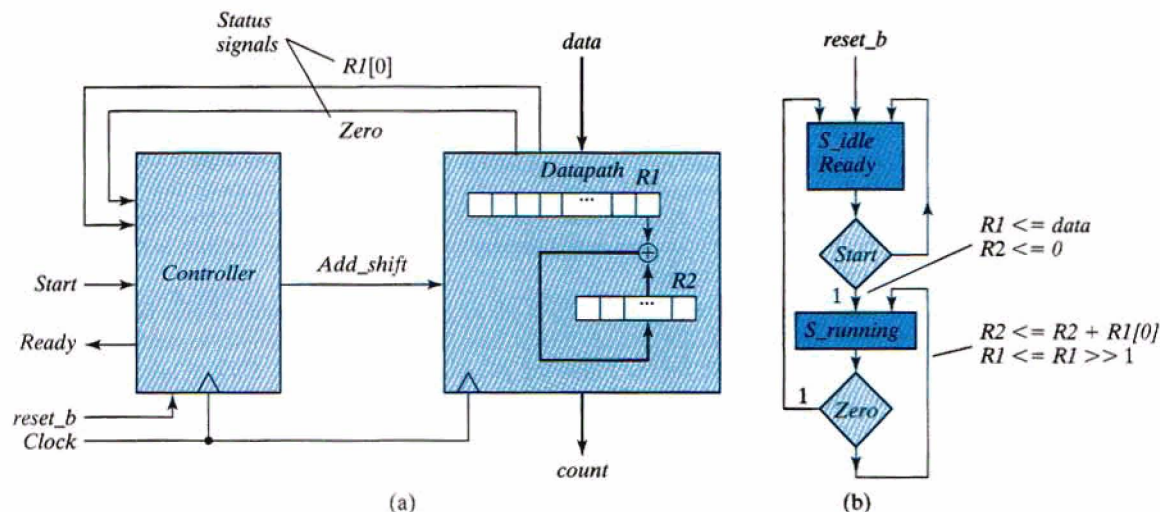 Status
signals
R1[0]
Zero
data
Datapath
R1
...
R2
...
Controller
Add_shift
Start
Ready
reset_b
Clock
count
(a)
reset_b
S_idle
Ready
Start
1
R1 <= data
R2 <= 0
S_running
R2 <= R2 + R1[0]
R1 <= R1 >> 1
1
Zero
(b)